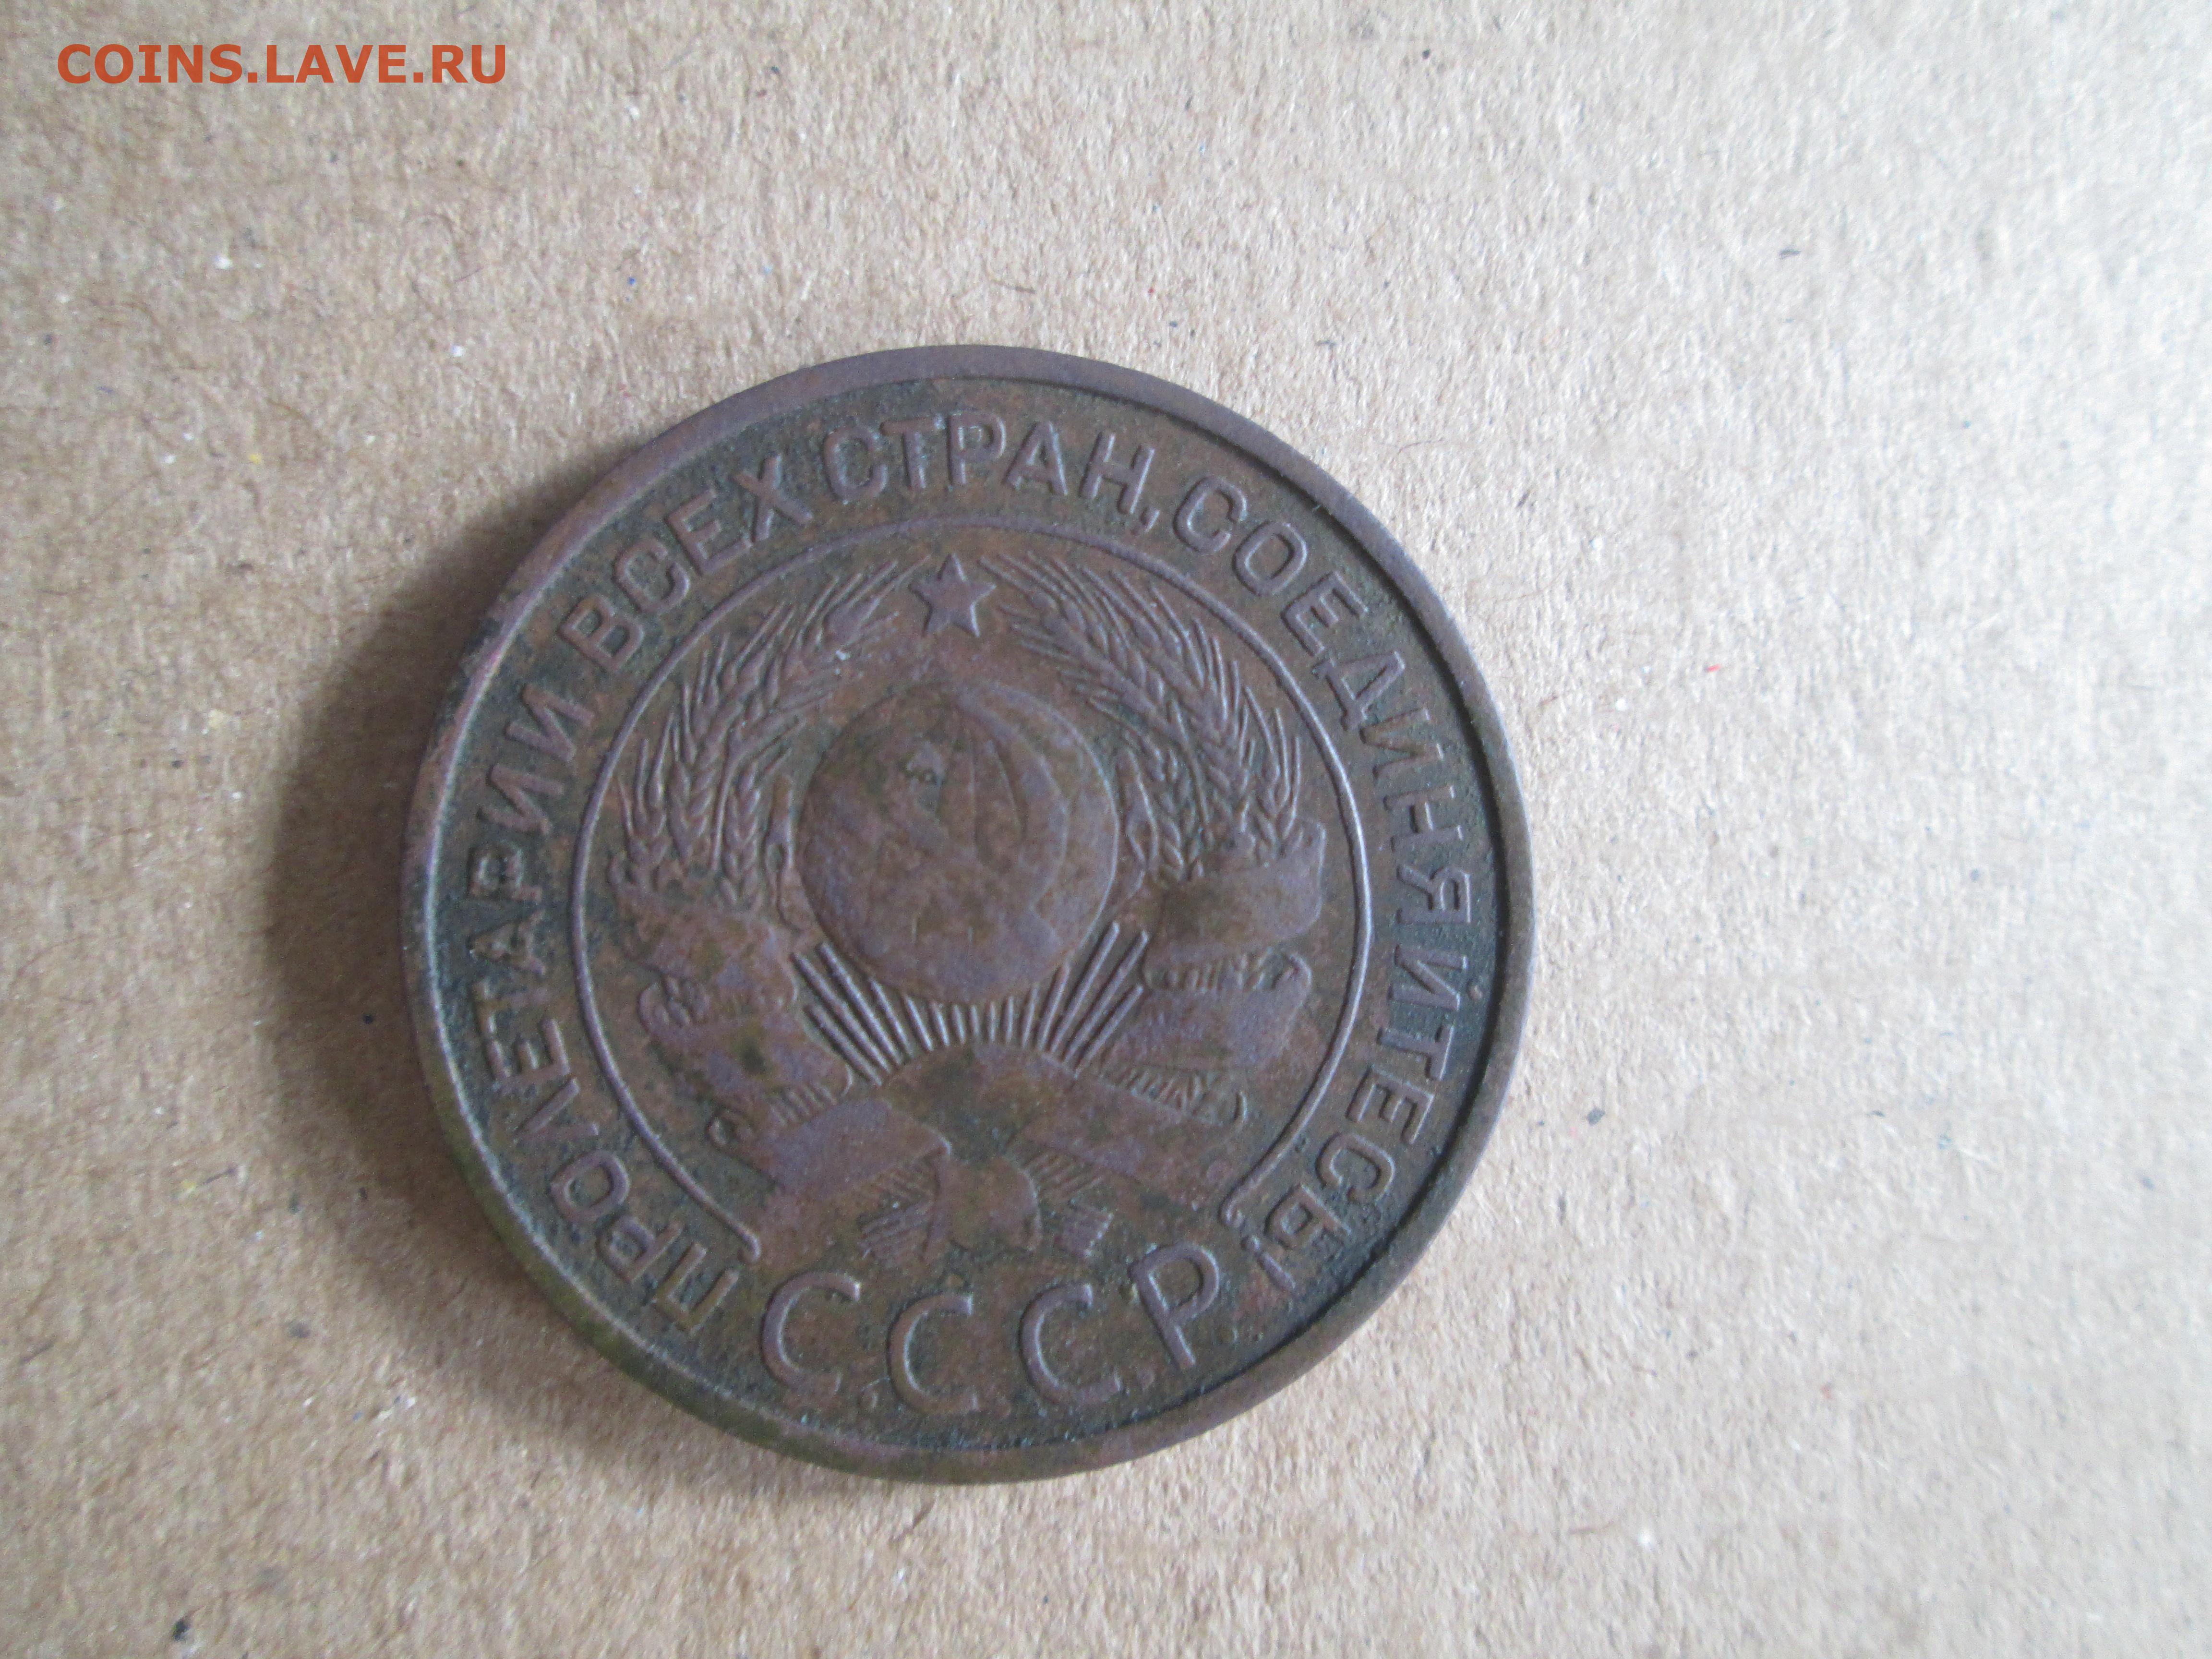 COINS.LAVE.RU
ПРОЛЕТАРИИ ВСЕХ СТРАН, СОЕДИНЯЙТЕСЬ!
С.С.С.Р.